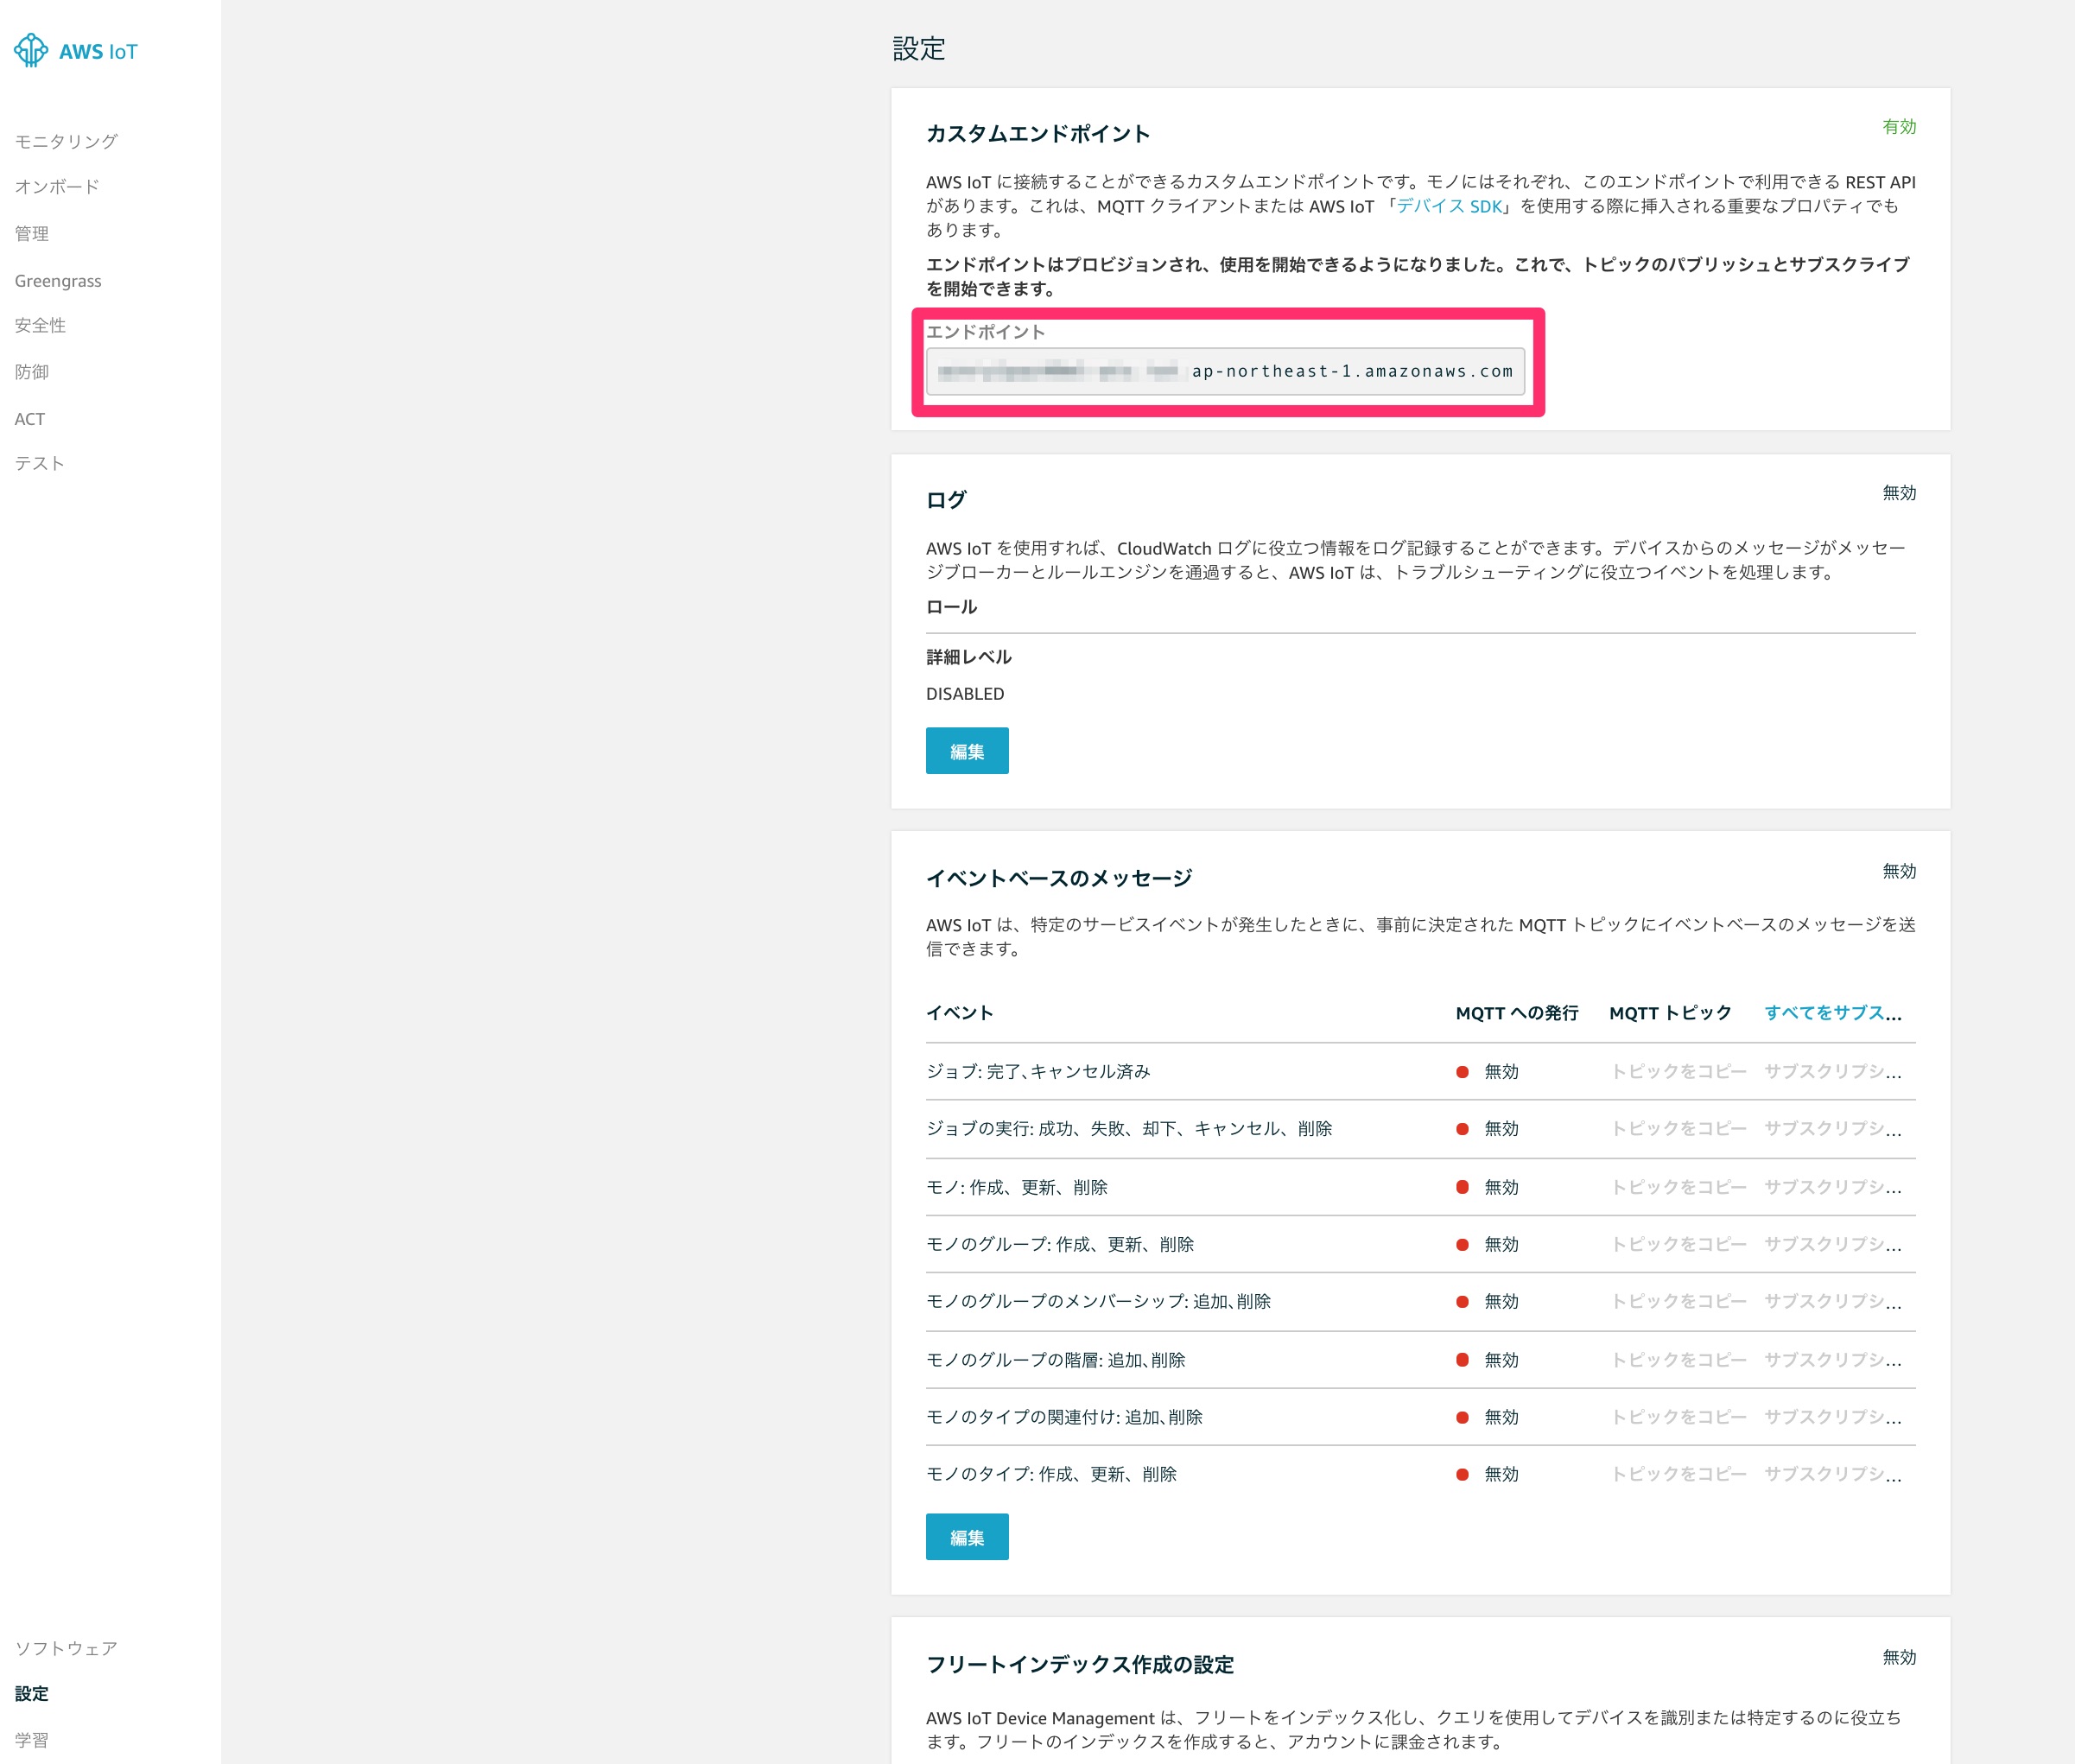 AWS IoT
モニタリング
オンボード
管理
Greengrass
安全性
防御
ACT
テスト
ソフトウェア
設定
学習
設定
カスタムエンドポイント
有効
AWS IoT に接続することができるカスタムエンドポイントです。モノにはそれぞれ、このエンドポイントで利用できる REST API
があります。これは、MQTT クライアントまたは AWS IoT 「デバイス SDK」を使用する際に挿入される重要なプロパティでも
あります。
エンドポイントはプロビジョンされ、使用を開始できるようになりました。これで、トピックのパブリッシュとサブスクライブ
を開始できます。
エンドポイント
ap-northeast-1.amazonaws.com
ログ
無効
AWS IoT を使用すれば、CloudWatch ログに役立つ情報をログ記録することができます。デバイスからのメッセージがメッセー
ジブローカーとルールエンジンを通過すると、AWS IoT は、トラブルシューティングに役立つイベントを処理します。
ロール
詳細レベル
DISABLED
編集
イベントベースのメッセージ
無効
AWS IoT は、特定のサービスイベントが発生したときに、事前に決定された MQTT トピックにイベントベースのメッセージを送
信できます。
イベント MQTT への発行 MQTT トピック すべてをサブス...
ジョブ: 完了、キャンセル済み 無効 トピックをコピー サブスクリプシ...
ジョブの実行: 成功、失敗、却下、キャンセル、削除 無効 トピックをコピー サブスクリプシ...
モノ: 作成、更新、削除 無効 トピックをコピー サブスクリプシ...
モノのグループ: 作成、更新、削除 無効 トピックをコピー サブスクリプシ...
モノのグループのメンバーシップ: 追加、削除 無効 トピックをコピー サブスクリプシ...
モノのグループの階層: 追加、削除 無効 トピックをコピー サブスクリプシ...
モノのタイプの関連付け: 追加、削除 無効 トピックをコピー サブスクリプシ...
モノのタイプ: 作成、更新、削除 無効 トピックをコピー サブスクリプシ...
編集
フリートインデックス作成の設定
無効
AWS IoT Device Management は、フリートをインデックス化し、クエリを使用してデバイスを識別または特定するのに役立ち
ます。フリートのインデックスを作成すると、アカウントに課金されます。